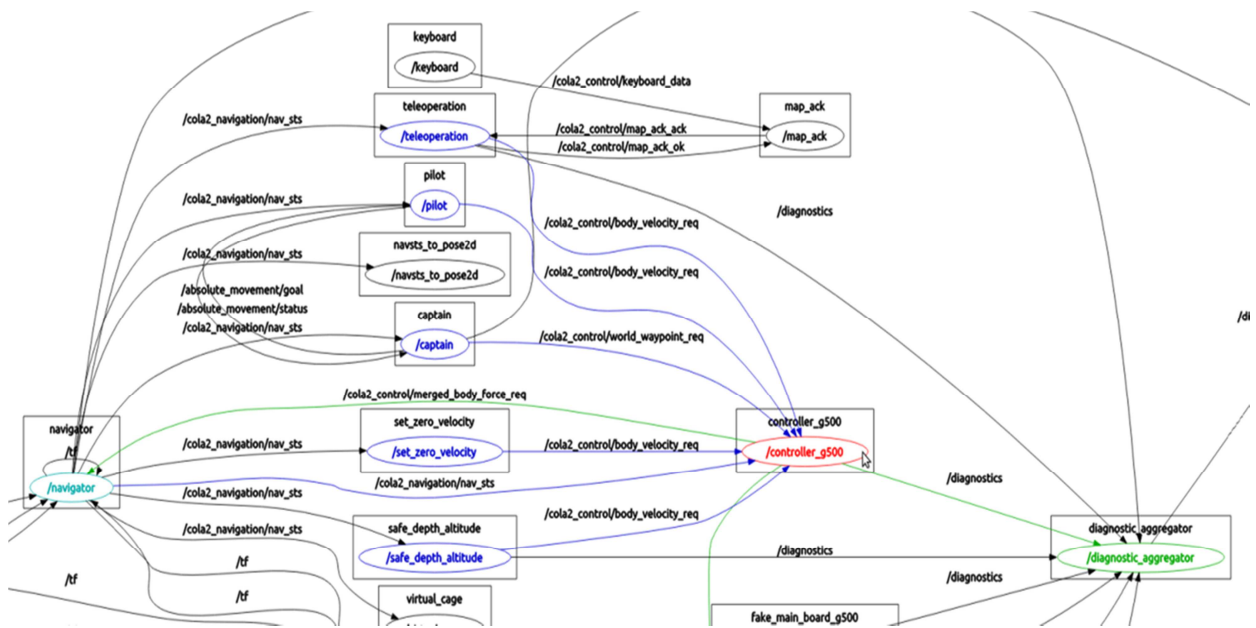 keyboard
/keyboard
/cola2_control/keyboard_data
teleoperation
map_ack
/cola2_navigation/nav_sts
/teleoperation
/cola2_control/map_ack_ack
/map_ack
/cola2_control/map_ack_ok
pilot
/cola2_navigation/nav_sts
/pilot
/diagnostics
/cola2_control/body_velocity_req
navsts_to_pose2d
/cola2_navigation/nav_sts
/navsts_to_pose2d
/cola2_control/body_velocity_req
/absolute_movement/goal
/absolute_movement/status
captain
/cola2_navigation/nav_sts
/captain
/cola2_control/world_waypoint_req
/cola2_control/merged_body_force_req
navigator
set_zero_velocity
controller_g500
/tf
/cola2_navigation/nav_sts
/set_zero_velocity
/cola2_control/body_velocity_req
/controller_g500
/navigator
/cola2_navigation/nav_sts
/diagnostics
/cola2_navigation/nav_sts
/cola2_control/body_velocity_req
safe_depth_altitude
diagnostic_aggregator
/cola2_navigation/nav_sts
/safe_depth_altitude
/diagnostics
/diagnostic_aggregator
/tf
/tf
/diagnostics
/tf
virtual_cage
fake_main_board_g500